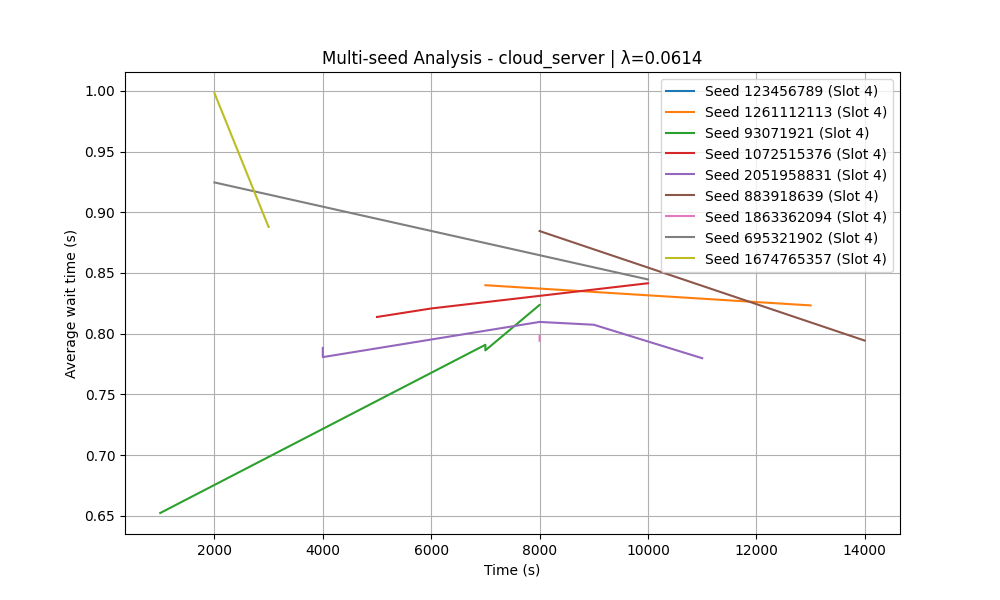 Multi-seed Analysis - cloud_server | λ=0.0614
Seed 123456789 (Slot 4)
Seed 1261112113 (Slot 4)
Seed 93071921 (Slot 4)
Seed 1072515376 (Slot 4)
Seed 2051958831 (Slot 4)
Seed 883918639 (Slot 4)
Seed 1863362094 (Slot 4)
Seed 695321902 (Slot 4)
Seed 1674765357 (Slot 4)
Average wait time (s)
1.00
0.95
0.90
0.85
0.80
0.75
0.70
0.65
2000 4000 6000 8000 10000 12000 14000
Time (s)